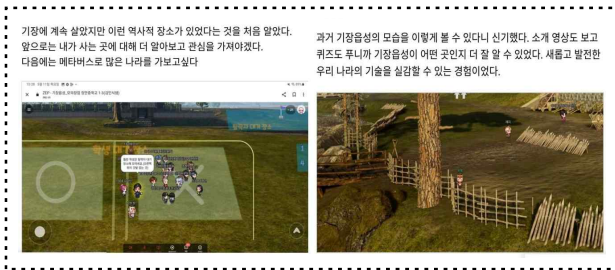 기장에 계속 살았지만 이런 역사적 장소가 있었다는 것을 처음 알았다.
앞으로는 내가 사는 곳에 대해 더 알아보고 관심을 가져야겠다.
다음에는 메타버스로 많은 나라를 가보고싶다
과거 기장읍성의 모습을 이렇게 볼 수 있다니 신기했다. 소개 영상도 보고
퀴즈도 푸니까 기장읍성이 어떤 곳인지 더 잘 알 수 있었다. 새롭고 발전한
우리 나라의 기술을 실감할 수 있는 경험이었다.